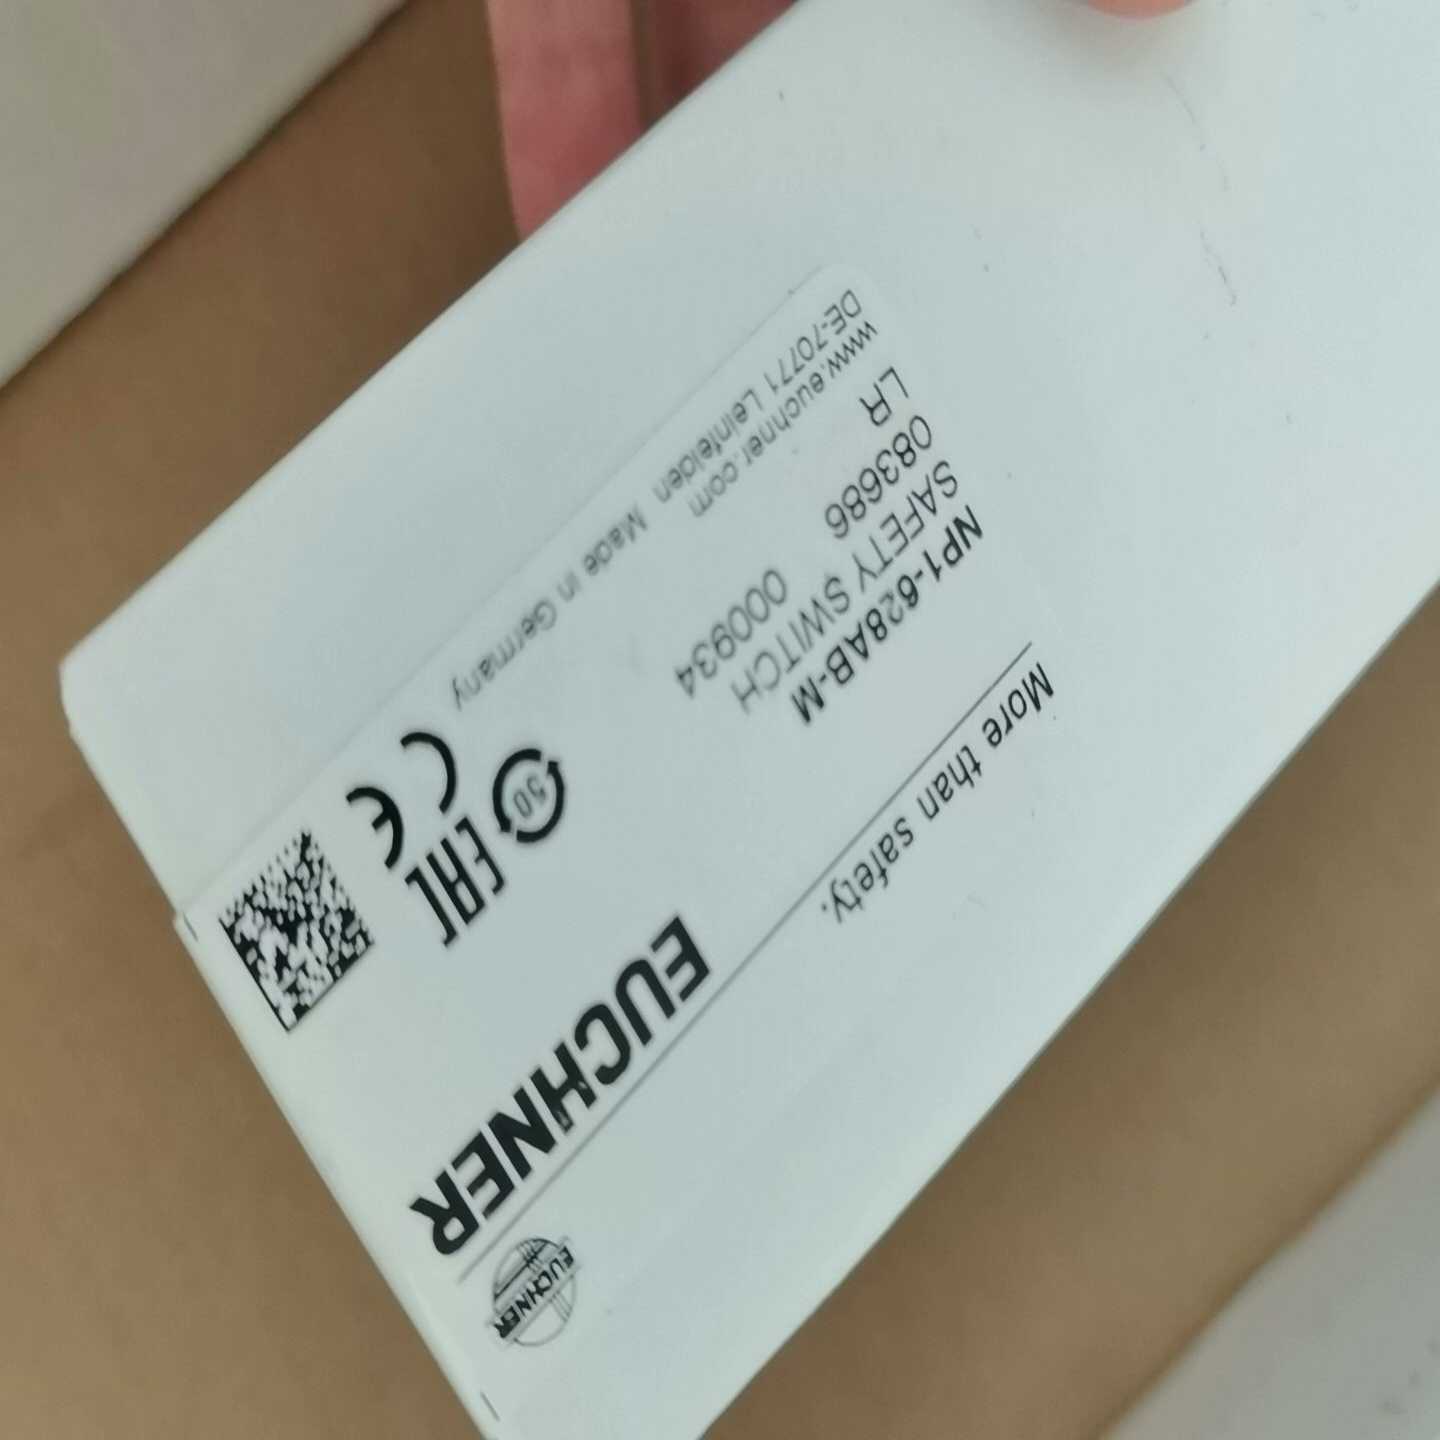 More than safety.
EUCHNER
EUCHNER
NP1-628AB-M
SAFETY SWITCH
083686 000934
LR
www.euchner.com
DE-70771 Leinfelden Made in Germany
50
EAC
CE